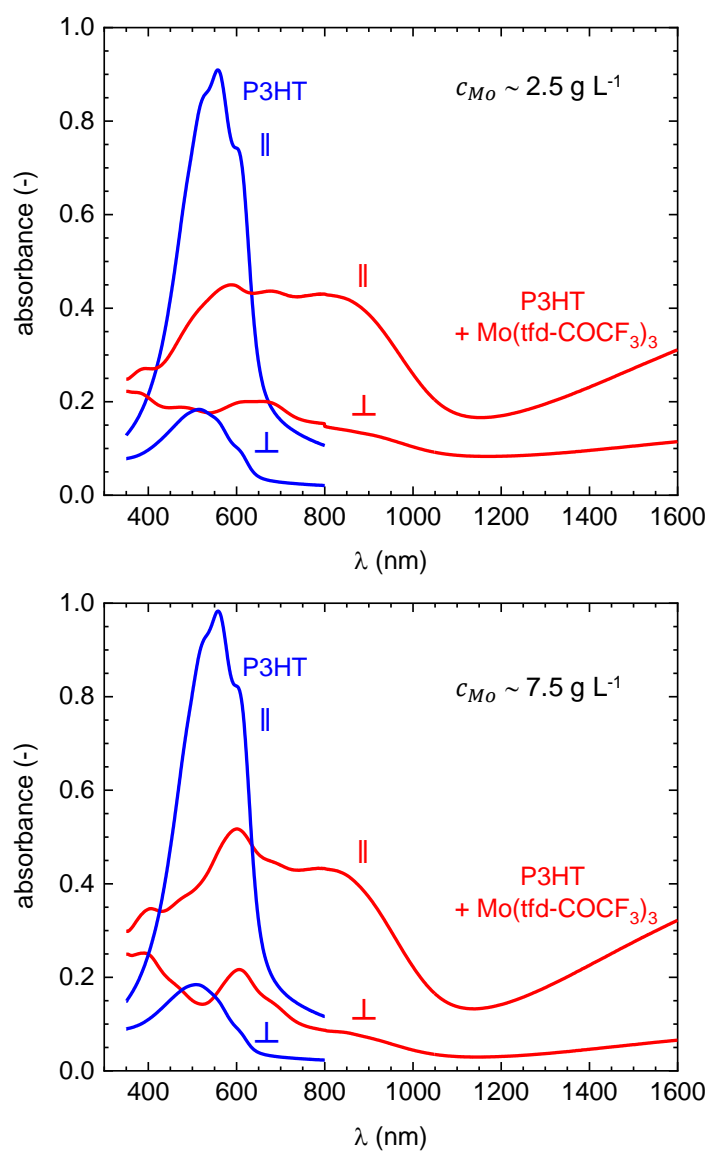 1.0
P3HT
c_Mo ~ 2.5 g L⁻¹
0.8
∥
absorbance (-)
0.6
∥
P3HT
0.4
+ Mo(tfd-COCF₃)₃
0.2
⊥
⊥
0.0
400 600 800 1000 1200 1400 1600
λ (nm)
1.0
P3HT
c_Mo ~ 7.5 g L⁻¹
0.8
∥
absorbance (-)
0.6
∥
P3HT
0.4
+ Mo(tfd-COCF₃)₃
0.2
⊥
⊥
0.0
400 600 800 1000 1200 1400 1600
λ (nm)